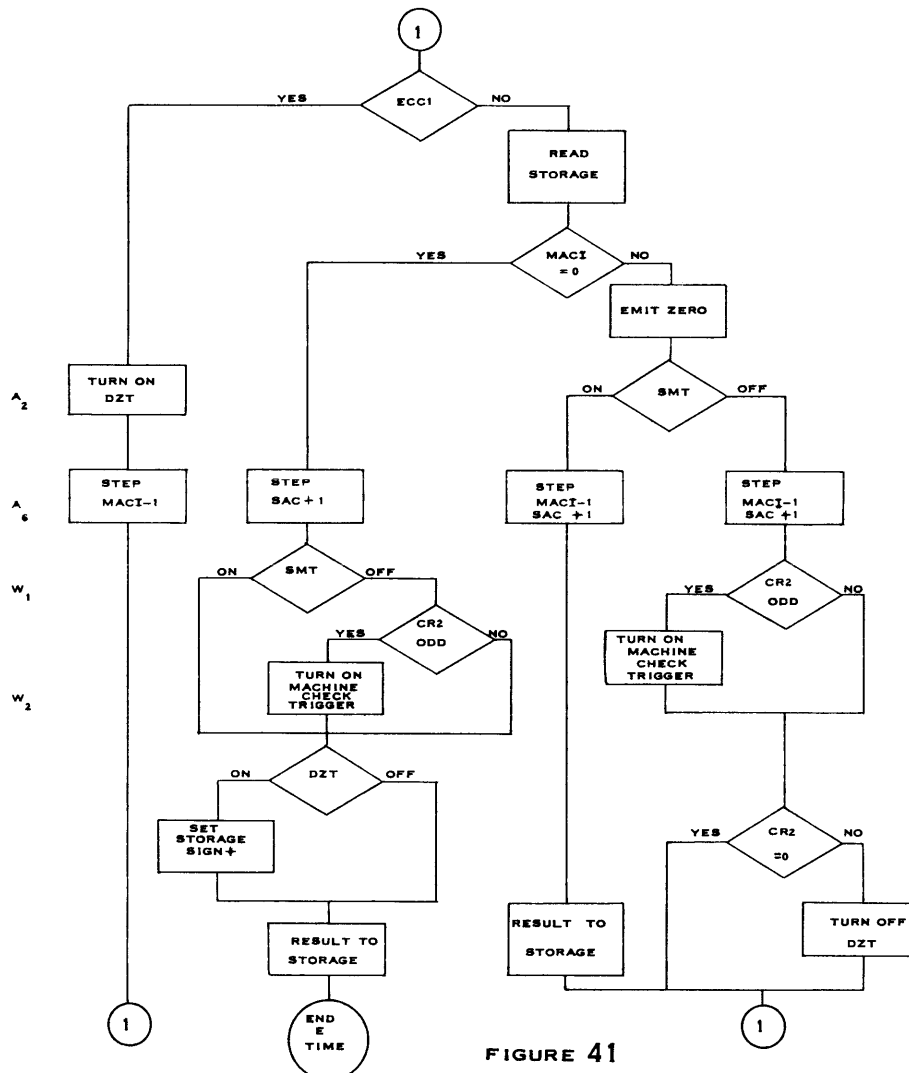 1
YES
ECC1
NO
READ
STORAGE
YES
MACI
= 0
NO
EMIT ZERO
A2
TURN ON
DZT
ON
SMT
OFF
A6
STEP
MACI-1
STEP
SAC+1
STEP
MACI-1
SAC +1
STEP
MACI-1
SAC+1
W1
ON
SMT
OFF
YES
CR2
ODD
NO
YES
CR2
ODD
NO
TURN ON
MACHINE
CHECK
TRIGGER
W2
TURN ON
MACHINE
CHECK
TRIGGER
ON
DZT
OFF
SET
STORAGE
SIGN+
YES
CR2
=0
NO
RESULT TO
STORAGE
RESULT TO
STORAGE
TURN OFF
DZT
1
END
E
TIME
1
FIGURE 41